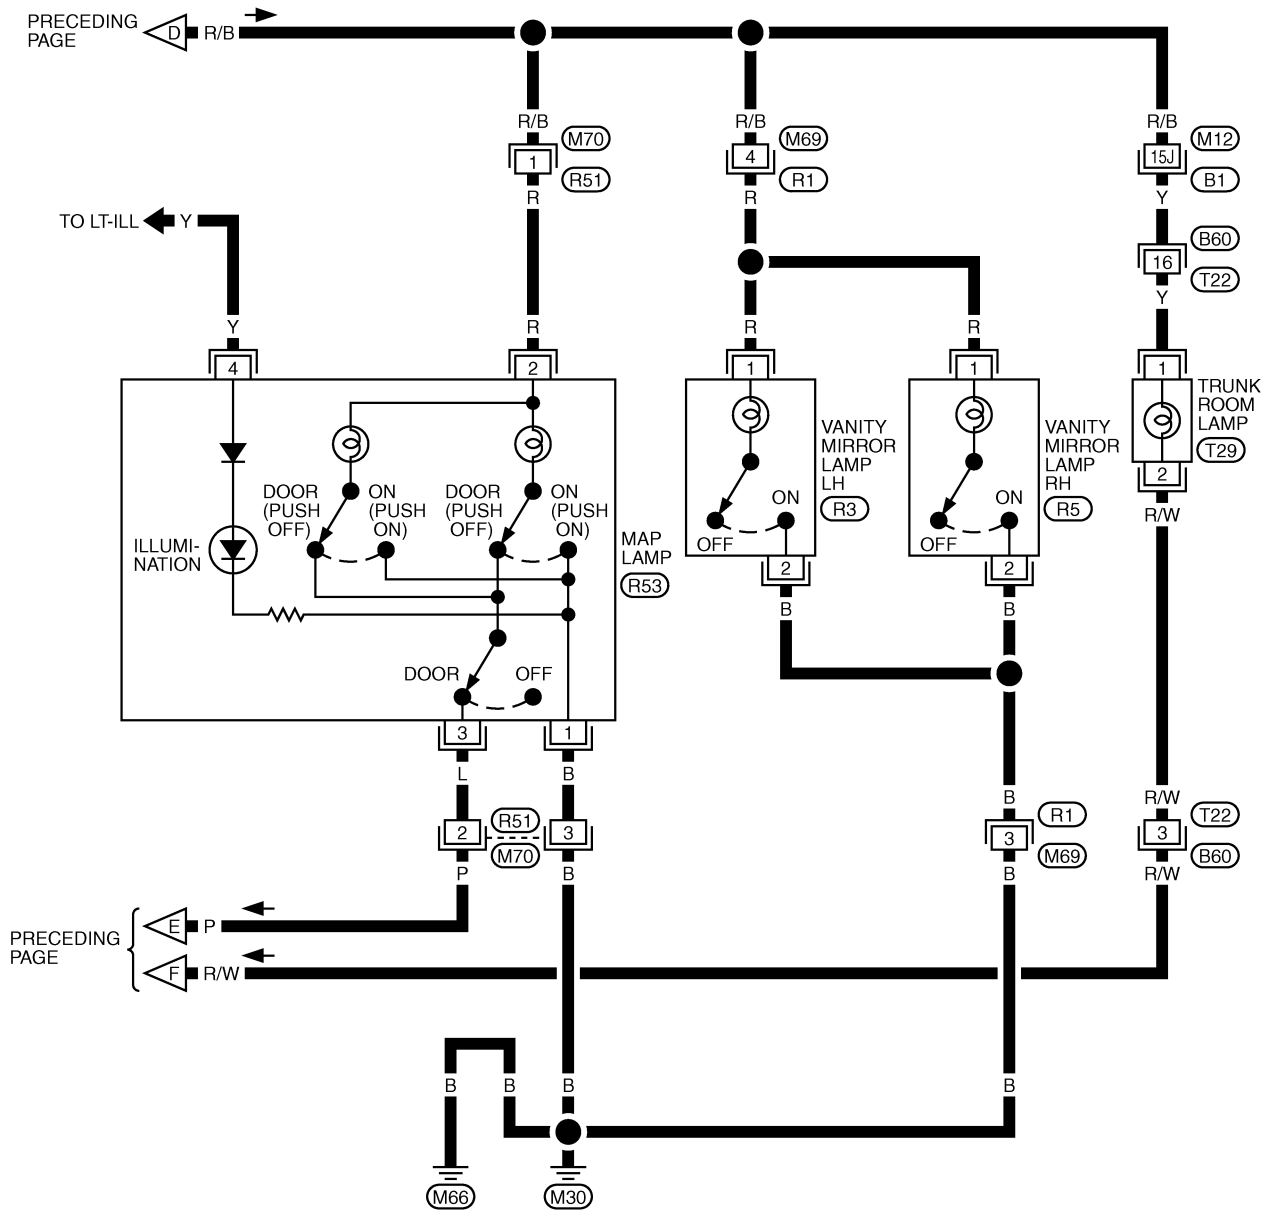 PRECEDING
PAGE
D
R/B
R/B
M70
1
R51
R
R/B
M69
4
R1
R
R/B
M12
15J
B1
Y
B60
16
T22
Y
TO LT-ILL
Y
Y
R
R
R
4
2
1
1
1
TRUNK
ROOM
LAMP
T29
2
R/W
VANITY
MIRROR
LAMP
LH
R3
VANITY
MIRROR
LAMP
RH
R5
DOOR
(PUSH
OFF)
ON
(PUSH
ON)
DOOR
(PUSH
OFF)
ON
(PUSH
ON)
ON
OFF
ON
OFF
ILLUMI-
NATION
MAP
LAMP
R53
2
2
B
B
DOOR
OFF
3
1
L
B
R51
2
3
M70
P
B
B
R1
3
M69
B
R/W
T22
3
B60
R/W
PRECEDING
PAGE
E
P
F
R/W
B
B
B
B
M66
M30